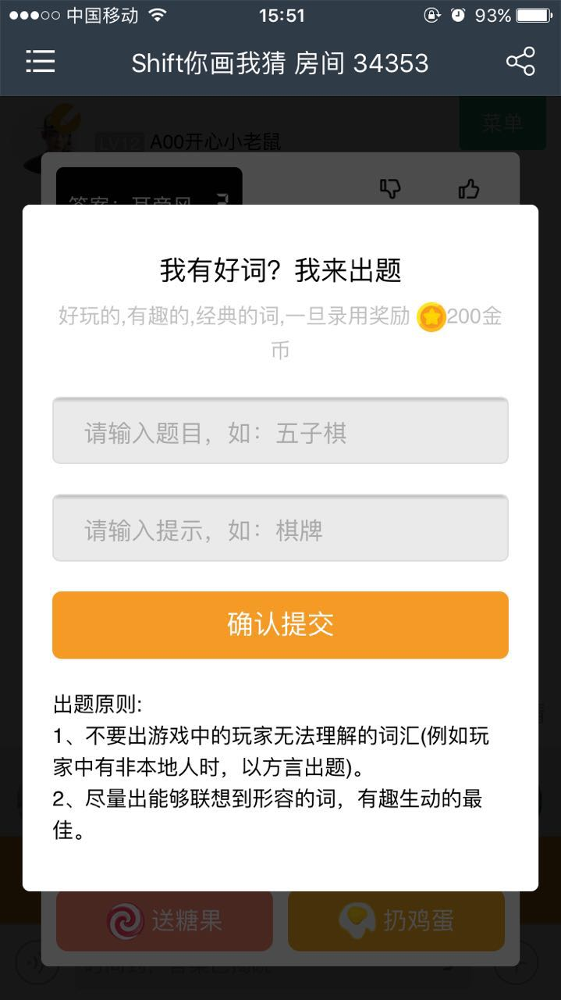 中国移动 15:51 93%
Shift你画我猜 房间 34353
菜单
LV12 A00开心小老鼠
答案：耳旁风 3
我有好词？我来出题
好玩的,有趣的,经典的词,一旦录用奖励 200金
币
请输入题目，如：五子棋
请输入提示，如：棋牌
确认提交
出题原则:
1、不要出游戏中的玩家无法理解的词汇(例如玩
家中有非本地人时，以方言出题)。
2、尽量出能够联想到形容的词，有趣生动的最
佳。
送糖果 扔鸡蛋